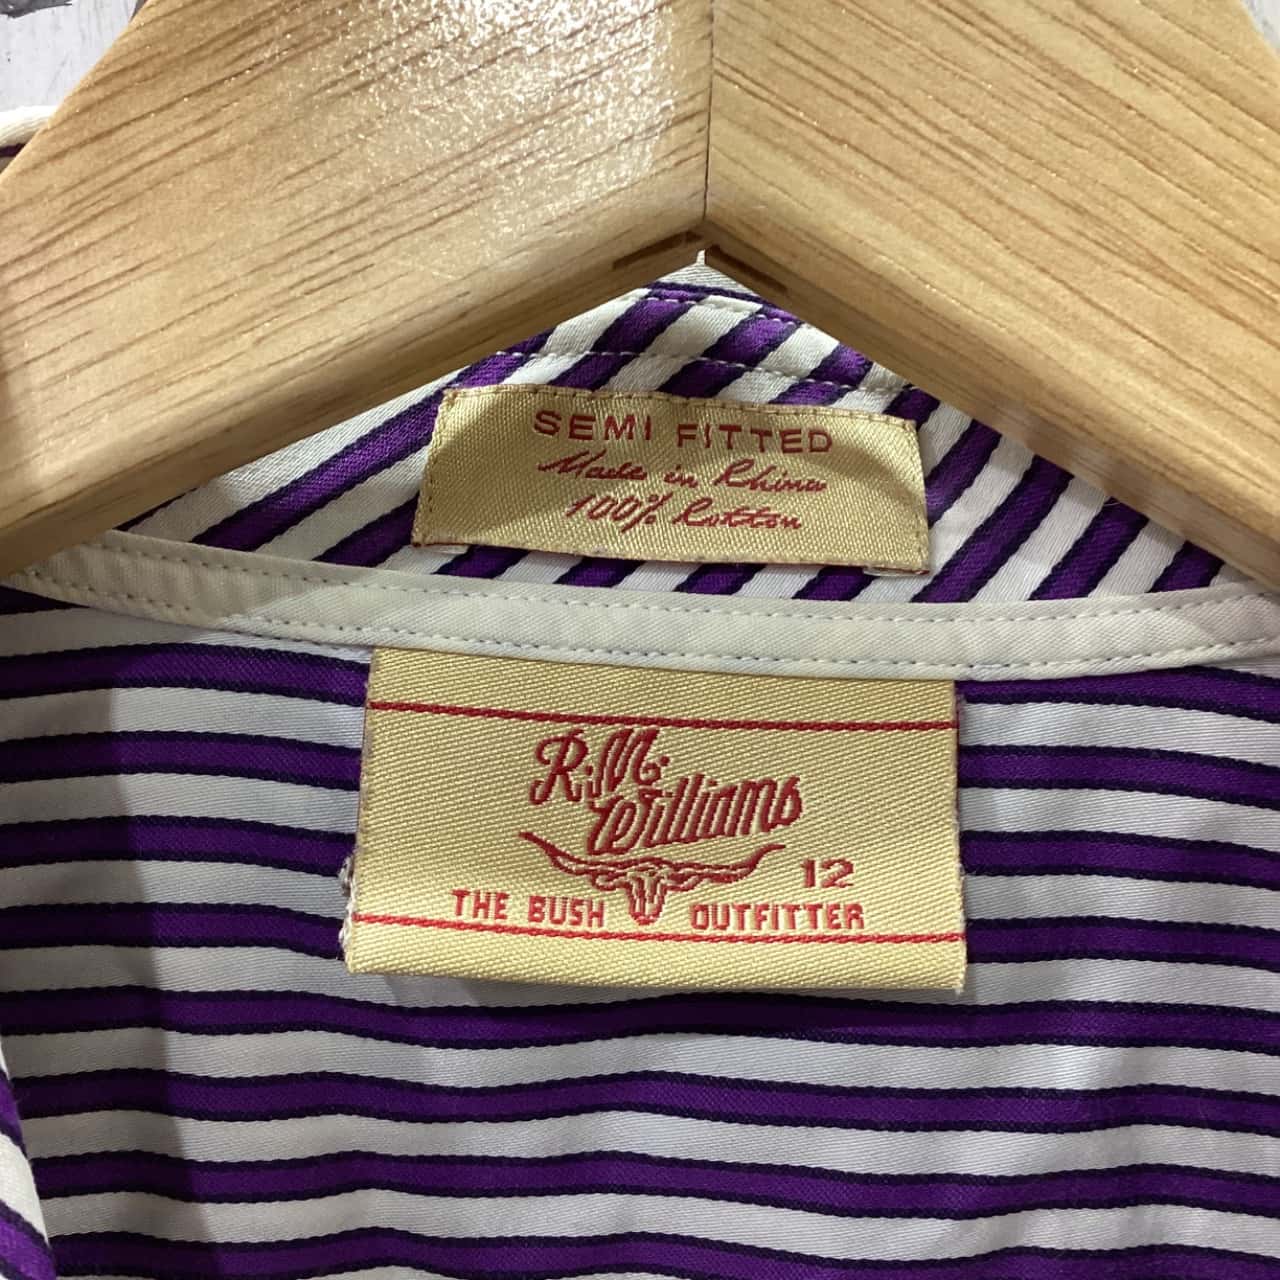 SEMI FITTED
Made in China
100% Cotton
R.M.
Williams
12
THE BUSH OUTFITTER